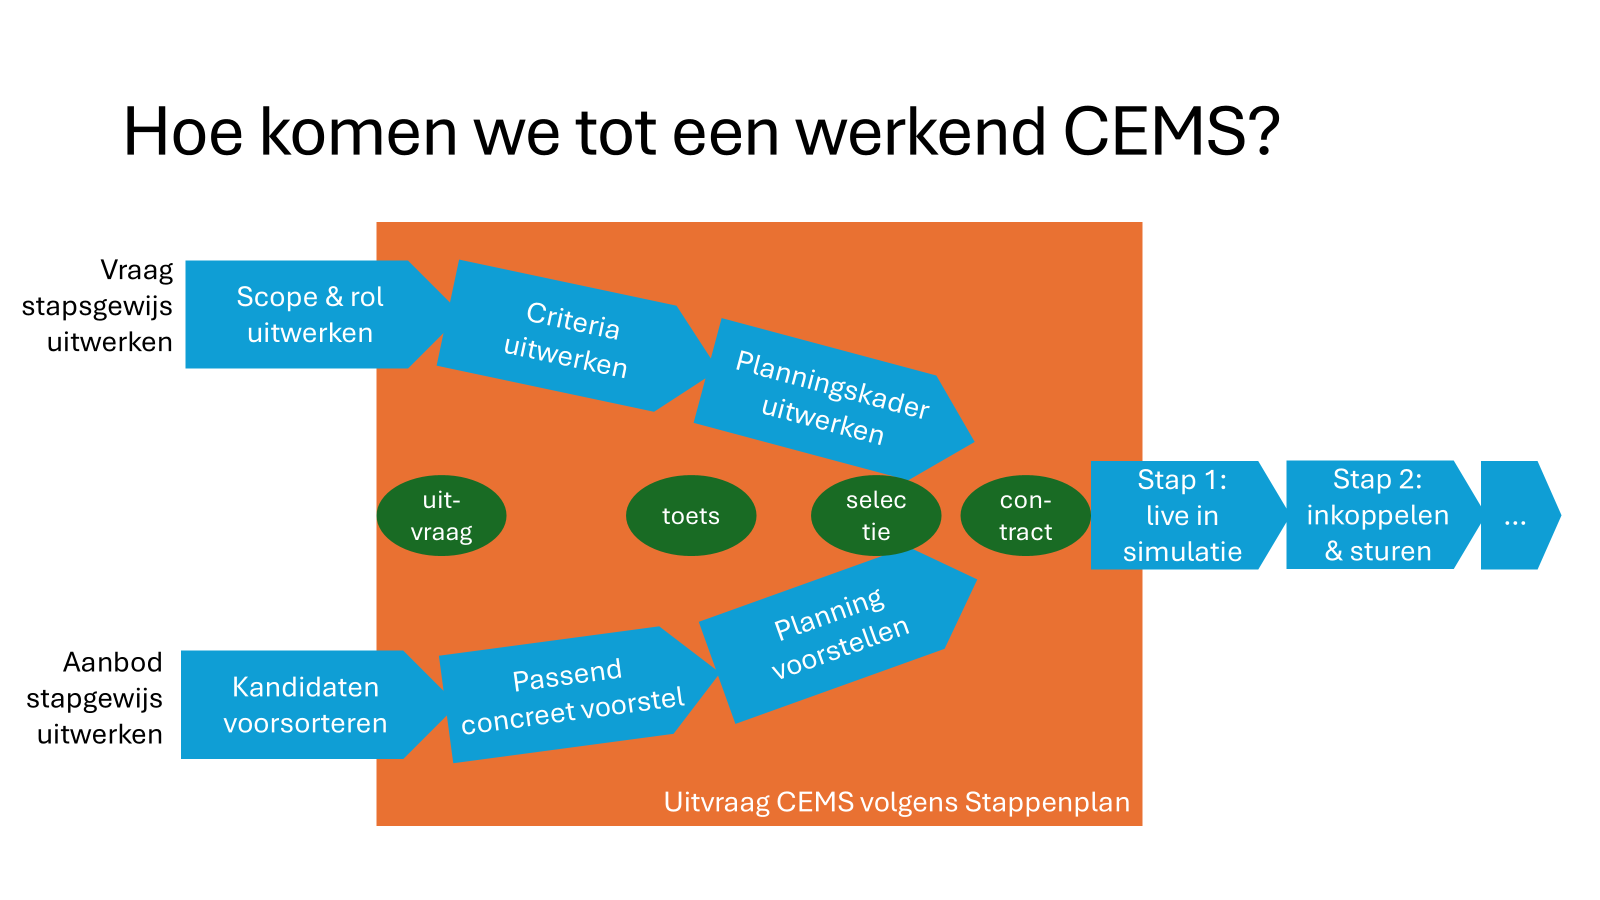 Hoe komen we tot een werkend CEMS?
Vraag
stapsgewijs
uitwerken
Scope & rol
uitwerken
Criteria
uitwerken
Planningskader
uitwerken
uit-
vraag
toets
selec
tie
con-
tract
Stap 1:
live in
simulatie
Stap 2:
inkoppelen
& sturen
...
Aanbod
stapgewijs
uitwerken
Kandidaten
voorsorteren
Passend
concreet voorstel
Planning
voorstellen
Uitvraag CEMS volgens Stappenplan